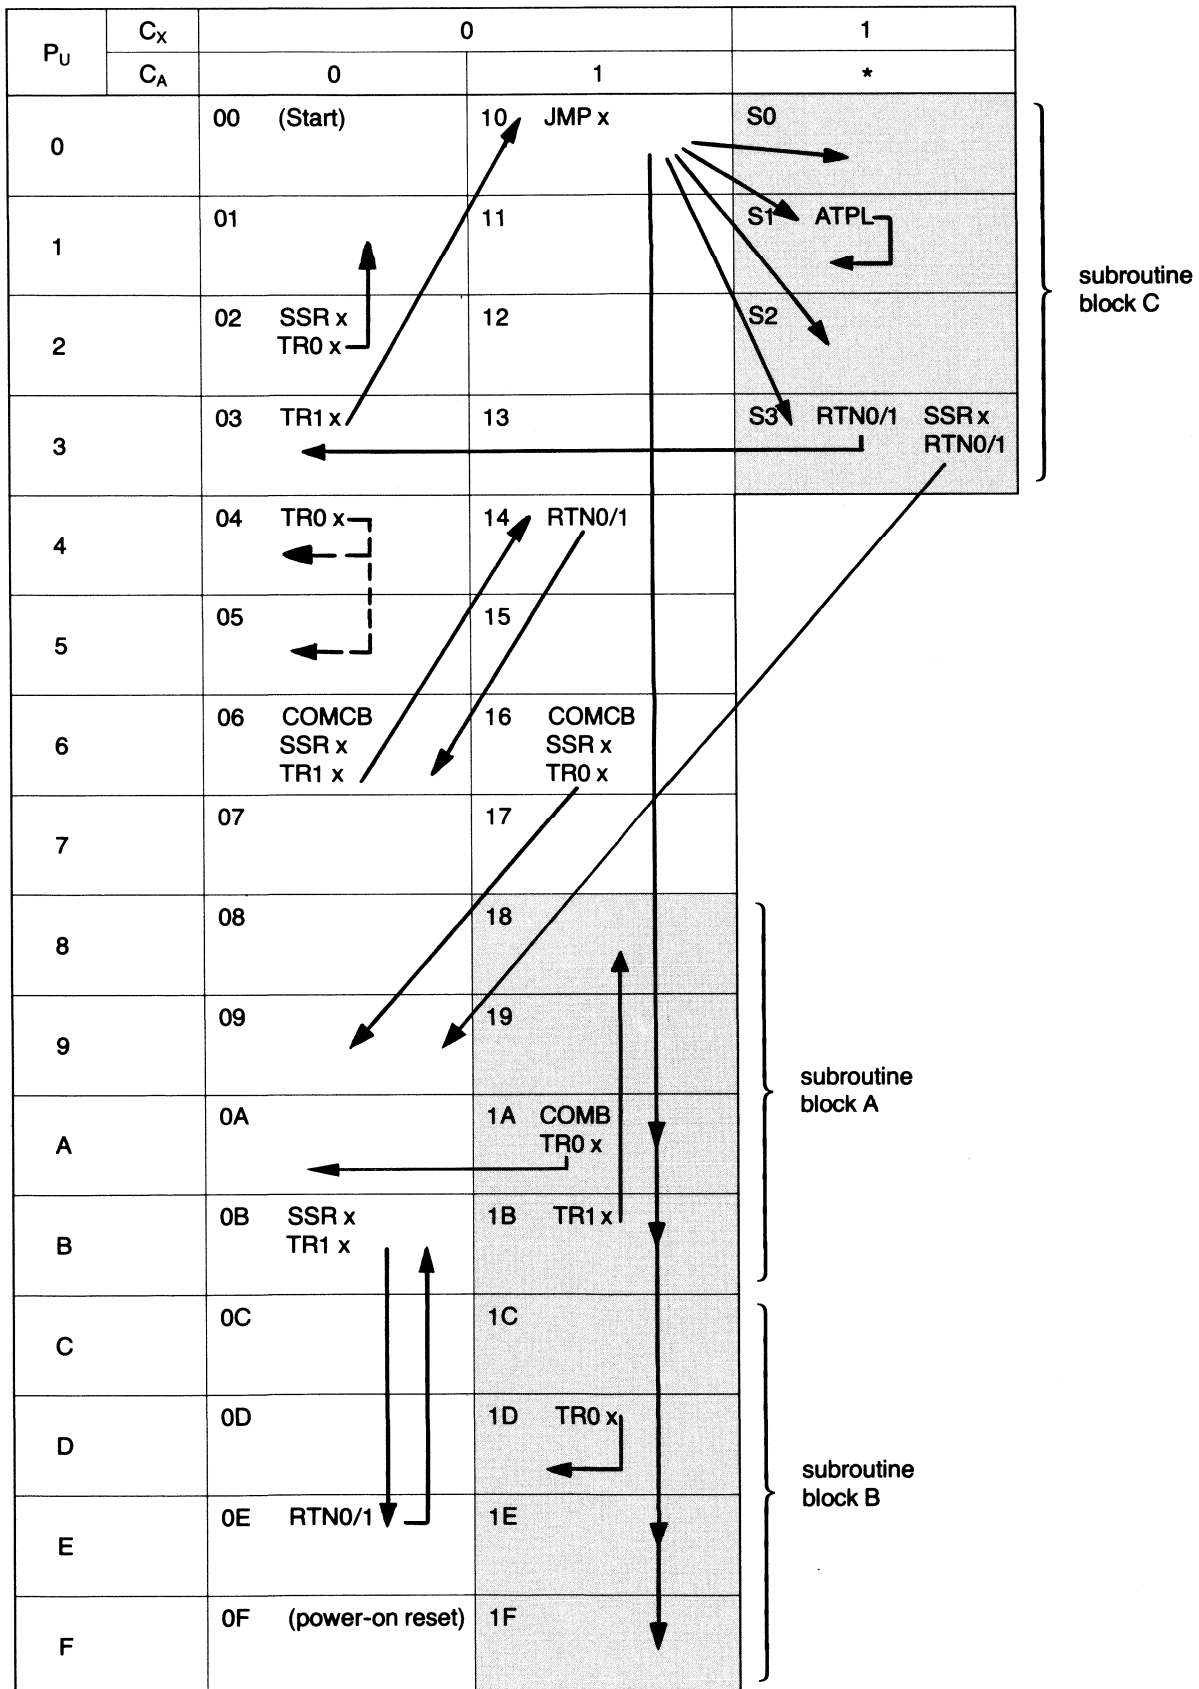 PU CX 0 1
CA 0 1 *
0 00 (Start) 10 JMP x S0
1 01 11 S1 ATPL
2 02 SSR x 12 S2
TR0 x
3 03 TR1 x 13 S3 RTN0/1 SSR x
RTN0/1
subroutine
block C
4 04 TR0 x 14 RTN0/1
5 05 15
6 06 COMCB 16 COMCB
SSR x SSR x
TR1 x TR0 x
7 07 17
8 08 18
9 09 19
A 0A 1A COMB
TR0 x
subroutine
block A
B 0B SSR x 1B TR1 x
TR1 x
C 0C 1C
D 0D 1D TR0 x
E 0E RTN0/1 1E
subroutine
block B
F 0F (power-on reset) 1F